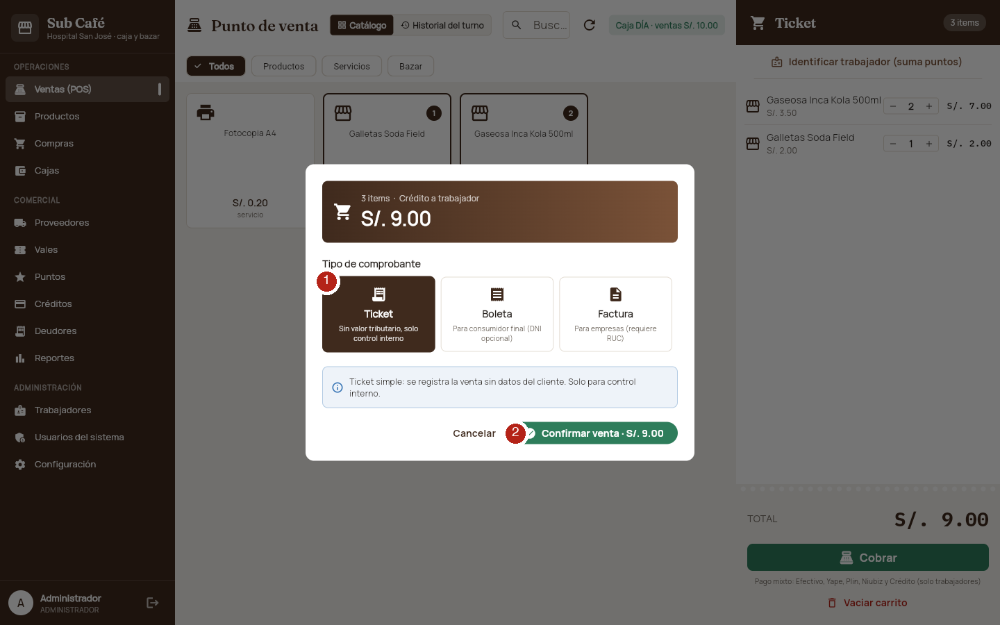 Sub Café
Hospital San José · caja y bazar
OPERACIONES
Ventas (POS)
Productos
Compras
Cajas
COMERCIAL
Proveedores
Vales
Puntos
Créditos
Deudores
Reportes
ADMINISTRACIÓN
Trabajadores
Usuarios del sistema
Configuración
A
Administrador
ADMINISTRADOR
Punto de venta
Catálogo
Historial del turno
Busc...
Caja DÍA · ventas S/. 10.00
Todos
Productos
Servicios
Bazar
Fotocopia A4
S/. 0.20
servicio
1
Galletas Soda Field
2
Gaseosa Inca Kola 500ml
3 items · Crédito a trabajador
S/. 9.00
Tipo de comprobante
1
Ticket
Sin valor tributario, solo
control interno
Boleta
Para consumidor final (DNI
opcional)
Factura
Para empresas (requiere
RUC)
Ticket simple: se registra la venta sin datos del cliente. Solo para control
interno.
Cancelar
2
Confirmar venta · S/. 9.00
Ticket
3 items
Identificar trabajador (suma puntos)
Gaseosa Inca Kola 500ml
S/. 3.50
− 2 +
S/. 7.00
Galletas Soda Field
S/. 2.00
− 1 +
S/. 2.00
TOTAL
S/. 9.00
Cobrar
Pago mixto: Efectivo, Yape, Plin, Niubiz y Crédito (solo trabajadores)
Vaciar carrito